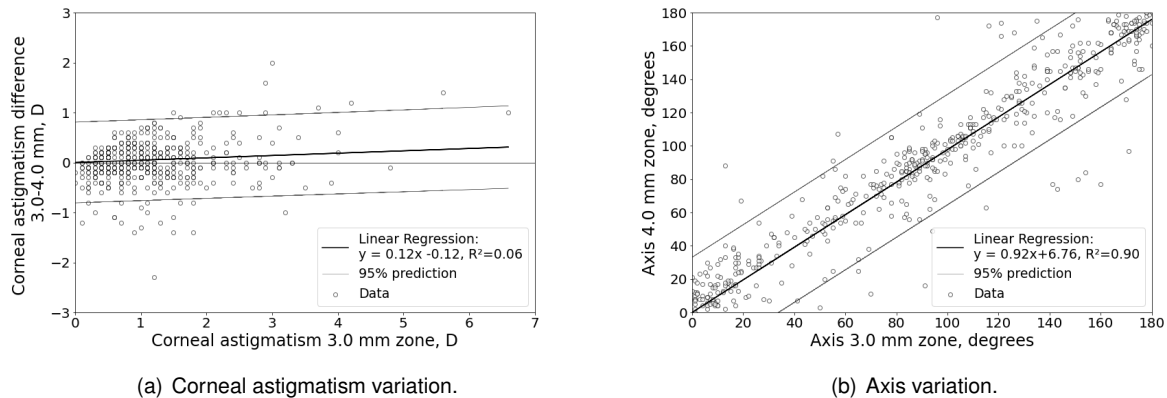 3
2
1
0
−1
−2
−3
0 1 2 3 4 5 6 7
Corneal astigmatism difference
3.0-4.0 mm, D
Corneal astigmatism 3.0 mm zone, D
Linear Regression:
y = 0.12x -0.12, R²=0.06
95% prediction
Data
(a) Corneal astigmatism variation.
180
160
140
120
100
80
60
40
20
0
0 20 40 60 80 100 120 140 160 180
Axis 4.0 mm zone, degrees
Axis 3.0 mm zone, degrees
Linear Regression:
y = 0.92x+6.76, R²=0.90
95% prediction
Data
(b) Axis variation.